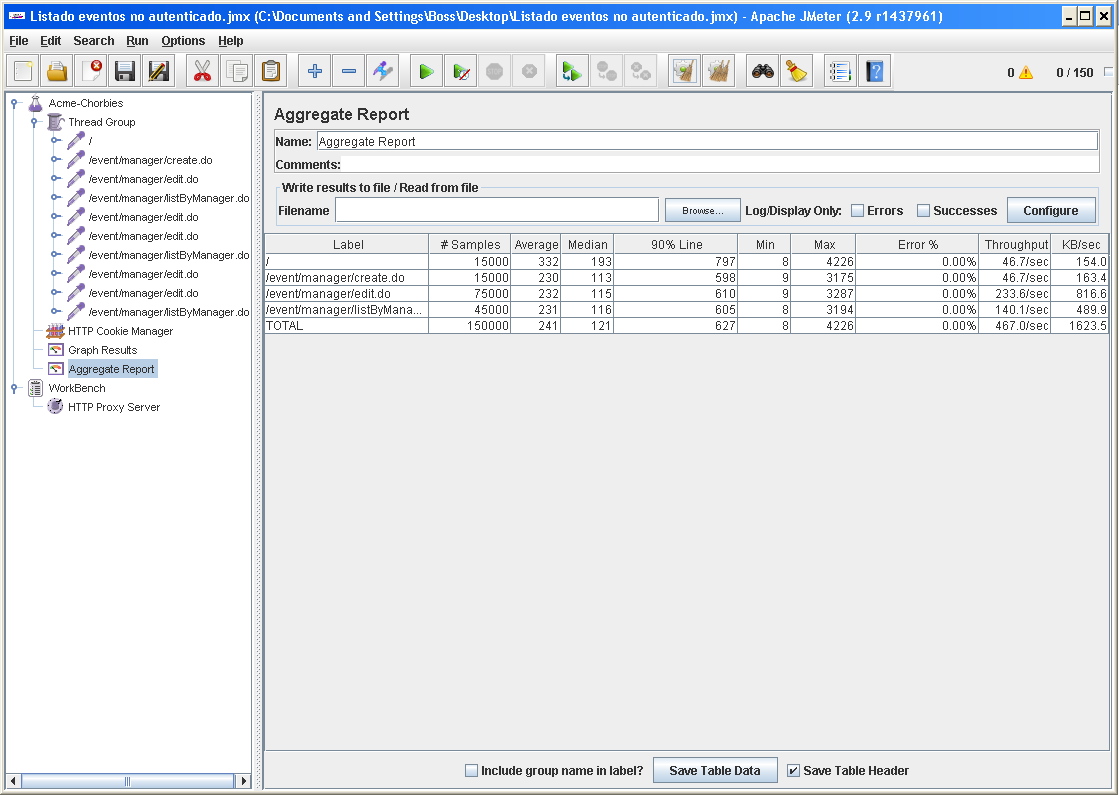 Listado eventos no autenticado.jmx (C:\Documents and Settings\Boss\Desktop\Listado eventos no autenticado.jmx) - Apache JMeter (2.9 r1437961)
File Edit Search Run Options Help
0 0 / 150
Acme-Chorbies
Thread Group
/
/event/manager/create.do
/event/manager/edit.do
/event/manager/listByManager.do
/event/manager/edit.do
/event/manager/edit.do
/event/manager/listByManager.do
/event/manager/edit.do
/event/manager/edit.do
/event/manager/listByManager.do
HTTP Cookie Manager
Graph Results
Aggregate Report
WorkBench
HTTP Proxy Server
Aggregate Report
Name: Aggregate Report
Comments:
Write results to file / Read from file
Filename Browse... Log/Display Only: Errors Successes Configure
Label # Samples Average Median 90% Line Min Max Error % Throughput KB/sec
/ 15000 332 193 797 8 4226 0.00% 46.7/sec 154.0
/event/manager/create.do 15000 230 113 598 9 3175 0.00% 46.7/sec 163.4
/event/manager/edit.do 75000 232 115 610 9 3287 0.00% 233.6/sec 816.6
/event/manager/listByMana... 45000 231 116 605 8 3194 0.00% 140.1/sec 489.9
TOTAL 150000 241 121 627 8 4226 0.00% 467.0/sec 1623.5
Include group name in label? Save Table Data Save Table Header